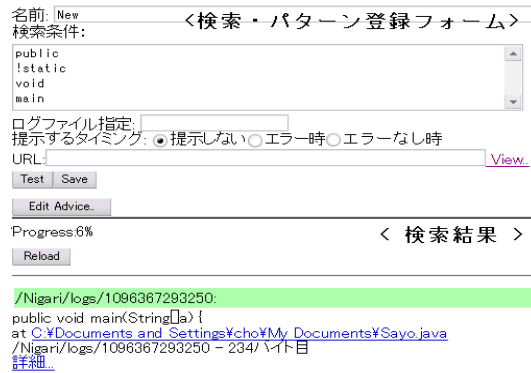 名前: New
<検索・パターン登録フォーム>
検索条件:
public
!static
void
main
ログファイル指定:
提示するタイミング: 提示しない エラー時 エラーなし時
URL: View..
Test Save
Edit Advice..
Progress:6%
< 検索結果 >
Reload
/Nigari/logs/1096367293250:
public void main(String[]a) {
at C:¥Documents and Settings¥cho¥My Documents¥Sayo.java
/Nigari/logs/1096367293250 - 234バイト目
詳細...